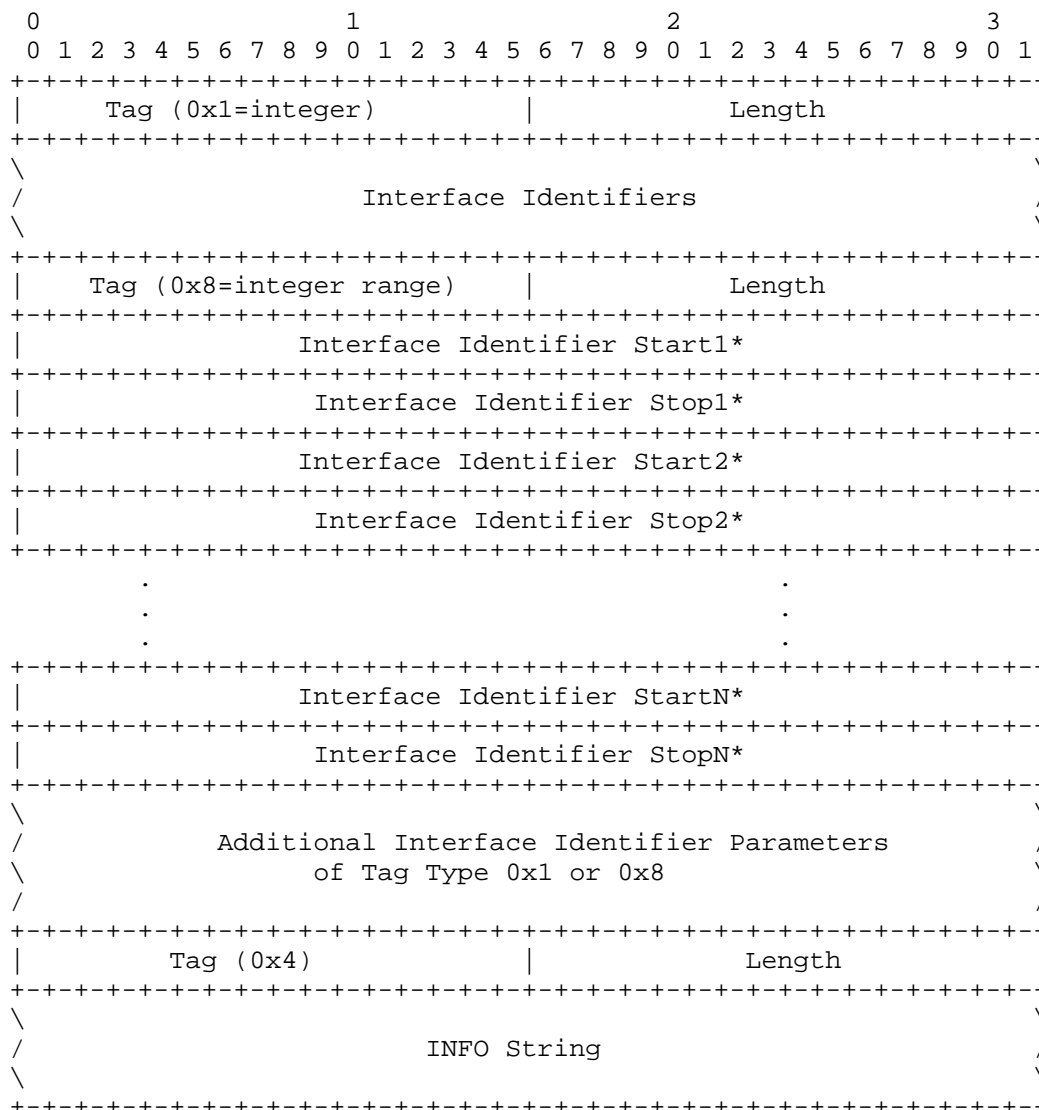 0                   1                   2                   3
 0 1 2 3 4 5 6 7 8 9 0 1 2 3 4 5 6 7 8 9 0 1 2 3 4 5 6 7 8 9 0 1
+-+-+-+-+-+-+-+-+-+-+-+-+-+-+-+-+-+-+-+-+-+-+-+-+-+-+-+-+-+-+-+--
|     Tag (0x1=integer)         |            Length
+-+-+-+-+-+-+-+-+-+-+-+-+-+-+-+-+-+-+-+-+-+-+-+-+-+-+-+-+-+-+-+--
\                                                               \
/                     Interface Identifiers                     /
\                                                               \
+-+-+-+-+-+-+-+-+-+-+-+-+-+-+-+-+-+-+-+-+-+-+-+-+-+-+-+-+-+-+-+--
|    Tag (0x8=integer range)    |            Length
+-+-+-+-+-+-+-+-+-+-+-+-+-+-+-+-+-+-+-+-+-+-+-+-+-+-+-+-+-+-+-+--
|                 Interface Identifier Start1*
+-+-+-+-+-+-+-+-+-+-+-+-+-+-+-+-+-+-+-+-+-+-+-+-+-+-+-+-+-+-+-+--
|                  Interface Identifier Stop1*
+-+-+-+-+-+-+-+-+-+-+-+-+-+-+-+-+-+-+-+-+-+-+-+-+-+-+-+-+-+-+-+--
|                 Interface Identifier Start2*
+-+-+-+-+-+-+-+-+-+-+-+-+-+-+-+-+-+-+-+-+-+-+-+-+-+-+-+-+-+-+-+--
|                  Interface Identifier Stop2*
+-+-+-+-+-+-+-+-+-+-+-+-+-+-+-+-+-+-+-+-+-+-+-+-+-+-+-+-+-+-+-+--
        .                                       .
        .                                       .
        .                                       .
+-+-+-+-+-+-+-+-+-+-+-+-+-+-+-+-+-+-+-+-+-+-+-+-+-+-+-+-+-+-+-+--
|                 Interface Identifier StartN*
+-+-+-+-+-+-+-+-+-+-+-+-+-+-+-+-+-+-+-+-+-+-+-+-+-+-+-+-+-+-+-+--
|                  Interface Identifier StopN*
+-+-+-+-+-+-+-+-+-+-+-+-+-+-+-+-+-+-+-+-+-+-+-+-+-+-+-+-+-+-+-+--
\                                                               \
/            Additional Interface Identifier Parameters         /
\                  of Tag Type 0x1 or 0x8                       \
/                                                               /
+-+-+-+-+-+-+-+-+-+-+-+-+-+-+-+-+-+-+-+-+-+-+-+-+-+-+-+-+-+-+-+--
|         Tag (0x4)             |             Length
+-+-+-+-+-+-+-+-+-+-+-+-+-+-+-+-+-+-+-+-+-+-+-+-+-+-+-+-+-+-+-+--
\                                                               \
/                         INFO String                           /
\                                                               \
+-+-+-+-+-+-+-+-+-+-+-+-+-+-+-+-+-+-+-+-+-+-+-+-+-+-+-+-+-+-+-+--